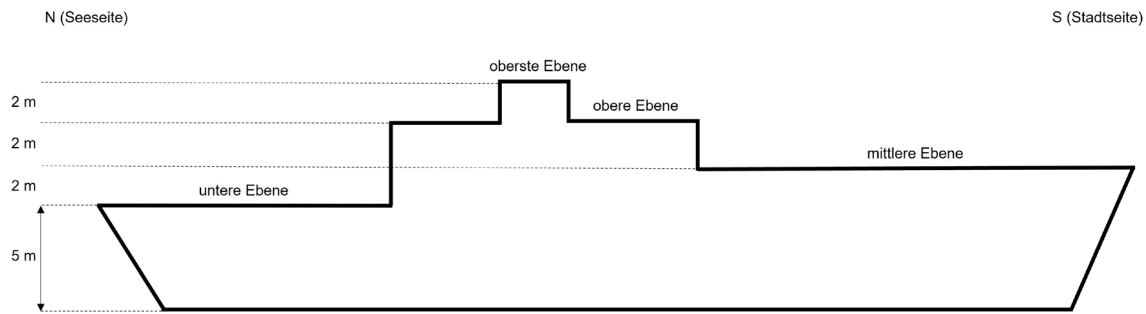 N (Seeseite)
S (Stadtseite)
oberste Ebene
2 m
obere Ebene
2 m
mittlere Ebene
2 m
untere Ebene
5 m